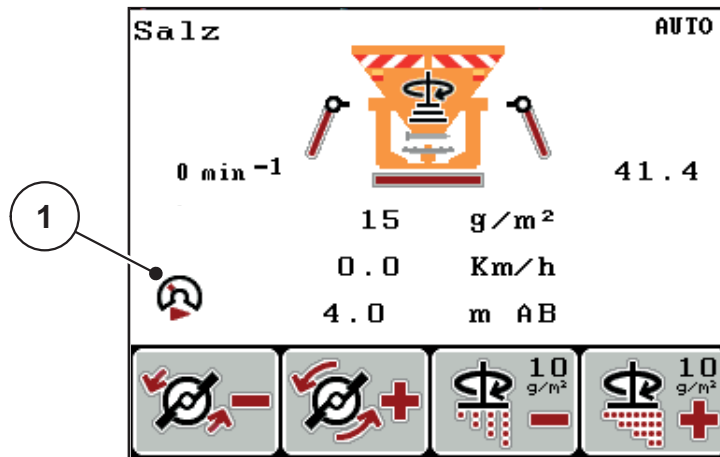 Salz AUTO
0 min-1 41.4
1
15 g/m²
0.0 Km/h
4.0 m AB
10 10
g/m² g/m²